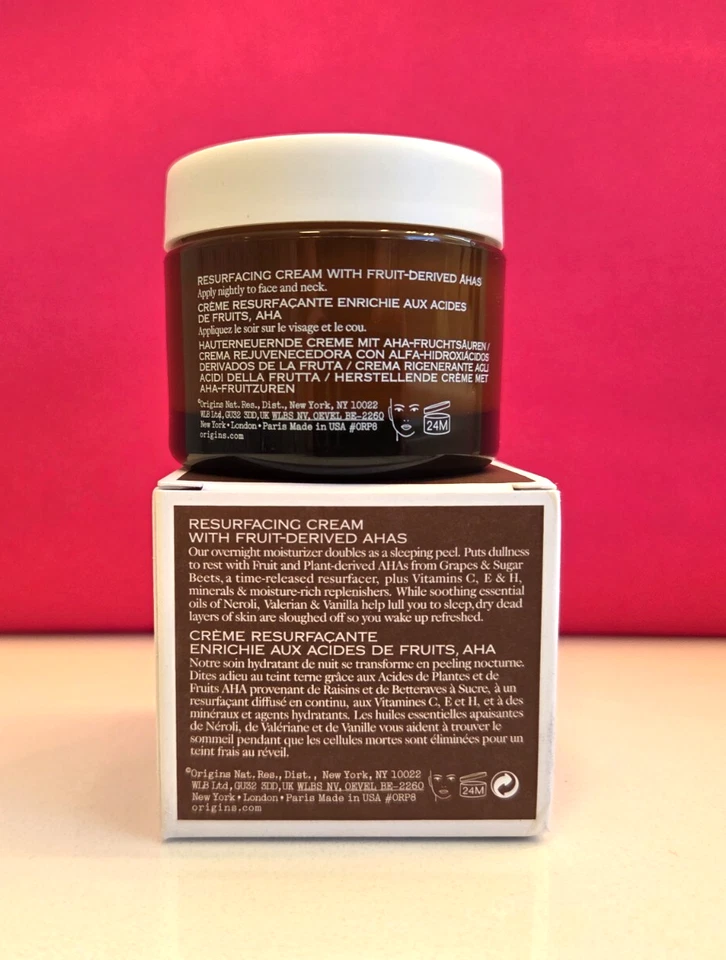 RESURFACING CREAM WITH FRUIT-DERIVED AHAS
Apply nightly to face and neck.
CRÈME RESURFAÇANTE ENRICHIE AUX ACIDES
DE FRUITS, AHA
Appliquez le soir sur le visage et le cou.
HAUTERNEUERNDE CREME MIT AHA-FRUCHTSÄUREN /
CREMA REJUVENECEDORA CON ALFA-HIDROXIÁCIDOS
DERIVADOS DE LA FRUTA / CREMA RIGENERANTE AGLI
ACIDI DELLA FRUTTA / HERSTELLENDE CRÈME MET
AHA-FRUITZUREN
©Origins Nat. Res., Dist., New York, NY 10022
WLB Ltd, GU32 3DD, UK WLBS NV, OEVEL BE-2260
New York • London • Paris Made in USA #ORP8
origins.com
24M
RESURFACING CREAM
WITH FRUIT-DERIVED AHAS
Our overnight moisturizer doubles as a sleeping peel. Puts dullness
to rest with Fruit and Plant-derived AHAs from Grapes & Sugar
Beets, a time-released resurfacer, plus Vitamins C, E & H,
minerals & moisture-rich replenishers. While soothing essential
oils of Neroli, Valerian & Vanilla help lull you to sleep, dry dead
layers of skin are sloughed off so you wake up refreshed.
CRÈME RESURFAÇANTE
ENRICHIE AUX ACIDES DE FRUITS, AHA
Notre soin hydratant de nuit se transforme en peeling nocturne.
Dites adieu au teint terne grâce aux Acides de Plantes et de
Fruits AHA provenant de Raisins et de Betteraves à Sucre, à un
resurfaçant diffusé en continu, aux Vitamines C, E et H, et à des
minéraux et agents hydratants. Les huiles essentielles apaisantes
de Néroli, de Valériane et de Vanille vous aident à trouver le
sommeil pendant que les cellules mortes sont éliminées pour un
teint frais au réveil.
©Origins Nat. Res., Dist., New York, NY 10022
WLB Ltd, GU32 3DD, UK WLBS NV, OEVEL BE-2260
New York • London • Paris Made in USA #ORP8
origins.com
24M